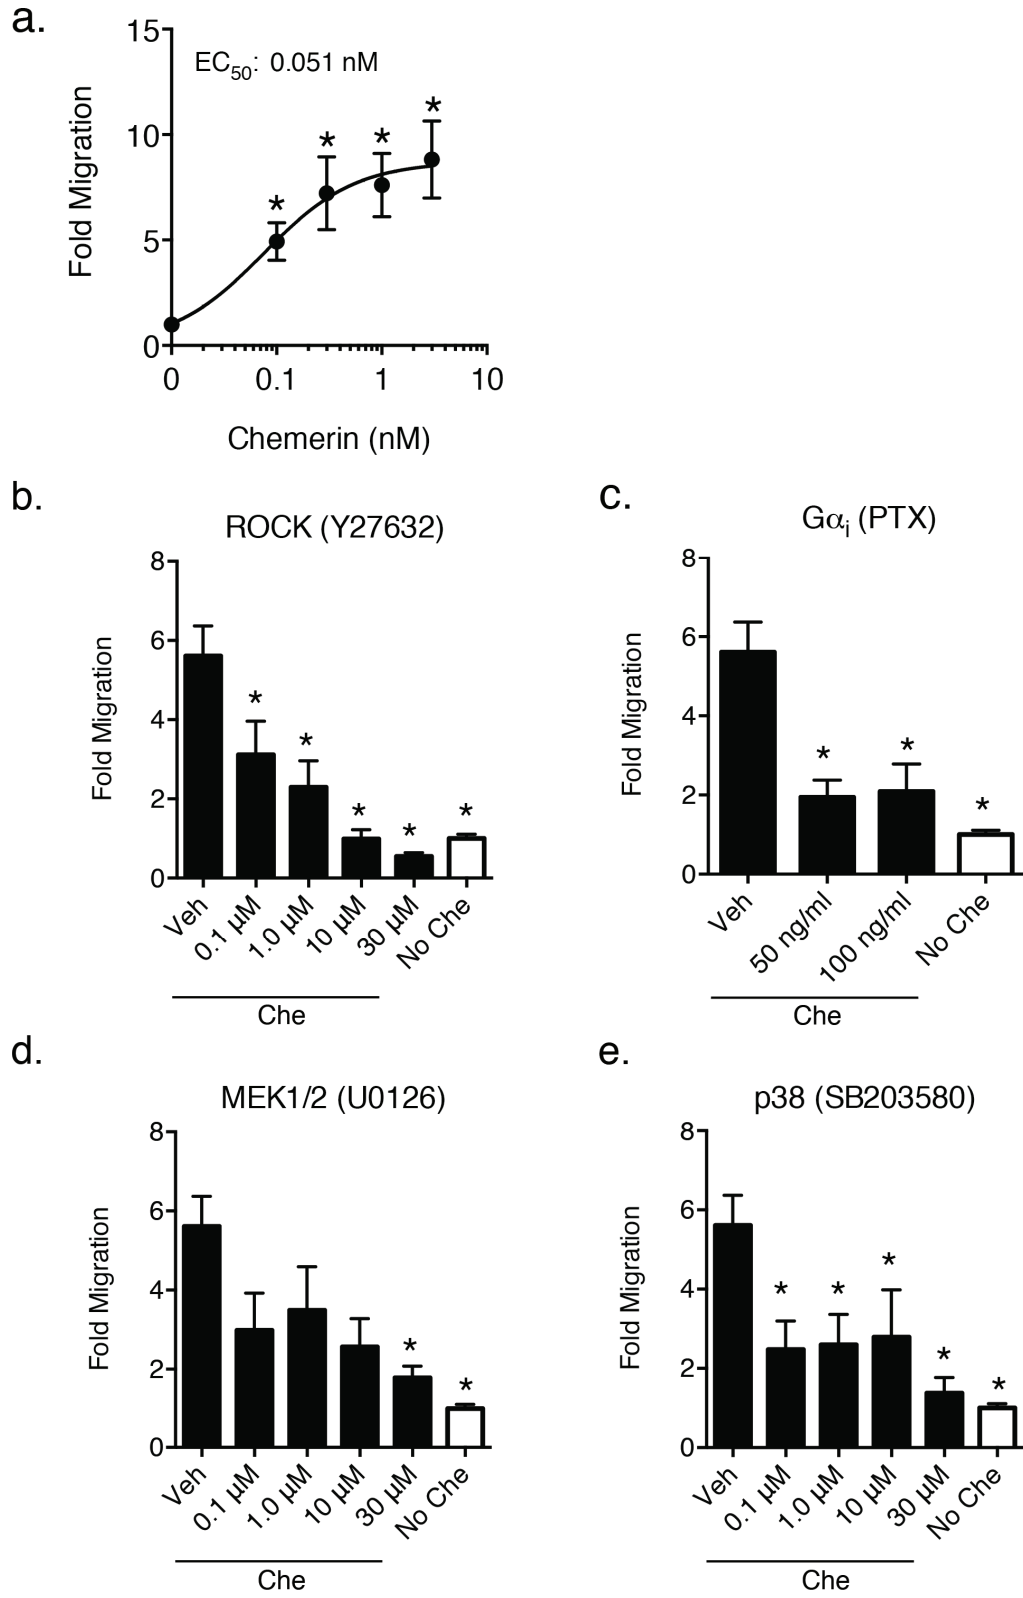 a.
15
10
5
0
Fold Migration
EC50: 0.051 nM
*
*
*
*
0
0.1
1
10
Chemerin (nM)
b.
ROCK (Y27632)
8
6
4
2
0
Fold Migration
*
*
*
*
*
Veh
0.1 µM
1.0 µM
10 µM
30 µM
No Che
Che
c.
Gαi (PTX)
8
6
4
2
0
Fold Migration
*
*
*
Veh
50 ng/ml
100 ng/ml
No Che
Che
d.
MEK1/2 (U0126)
8
6
4
2
0
Fold Migration
*
*
Veh
0.1 µM
1.0 µM
10 µM
30 µM
No Che
Che
e.
p38 (SB203580)
8
6
4
2
0
Fold Migration
*
*
*
*
*
Veh
0.1 µM
1.0 µM
10 µM
30 µM
No Che
Che